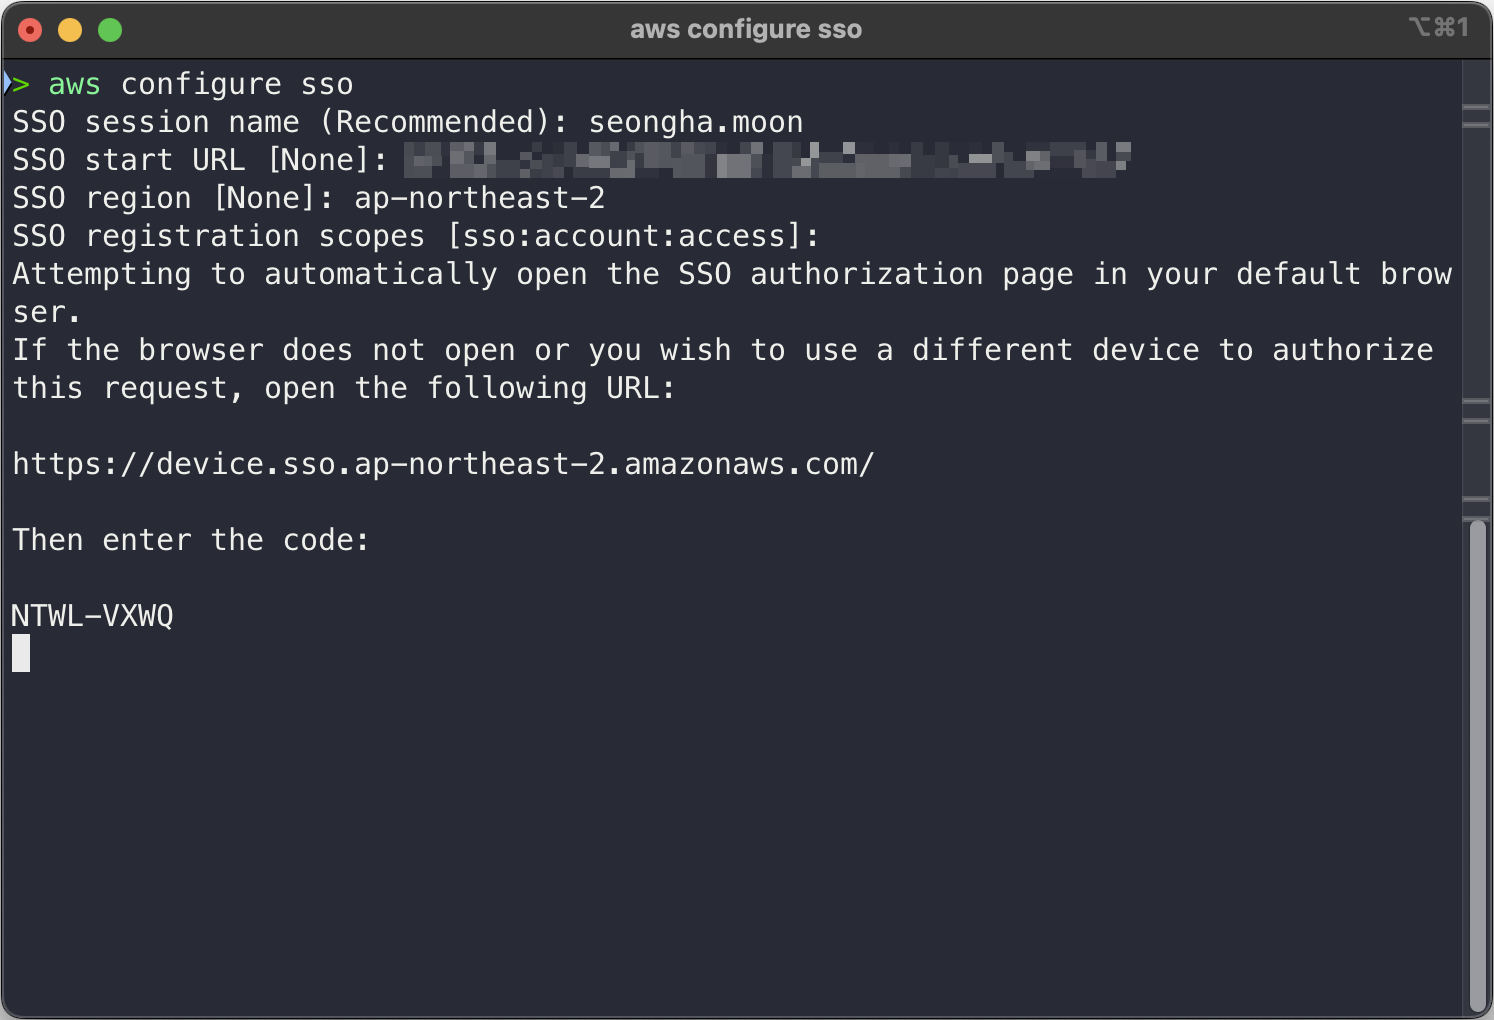 aws configure sso
⌥⌘1
> aws configure sso
SSO session name (Recommended): seongha.moon
SSO start URL [None]:
SSO region [None]: ap-northeast-2
SSO registration scopes [sso:account:access]:
Attempting to automatically open the SSO authorization page in your default brow
ser.
If the browser does not open or you wish to use a different device to authorize
this request, open the following URL:
https://device.sso.ap-northeast-2.amazonaws.com/
Then enter the code:
NTWL-VXWQ